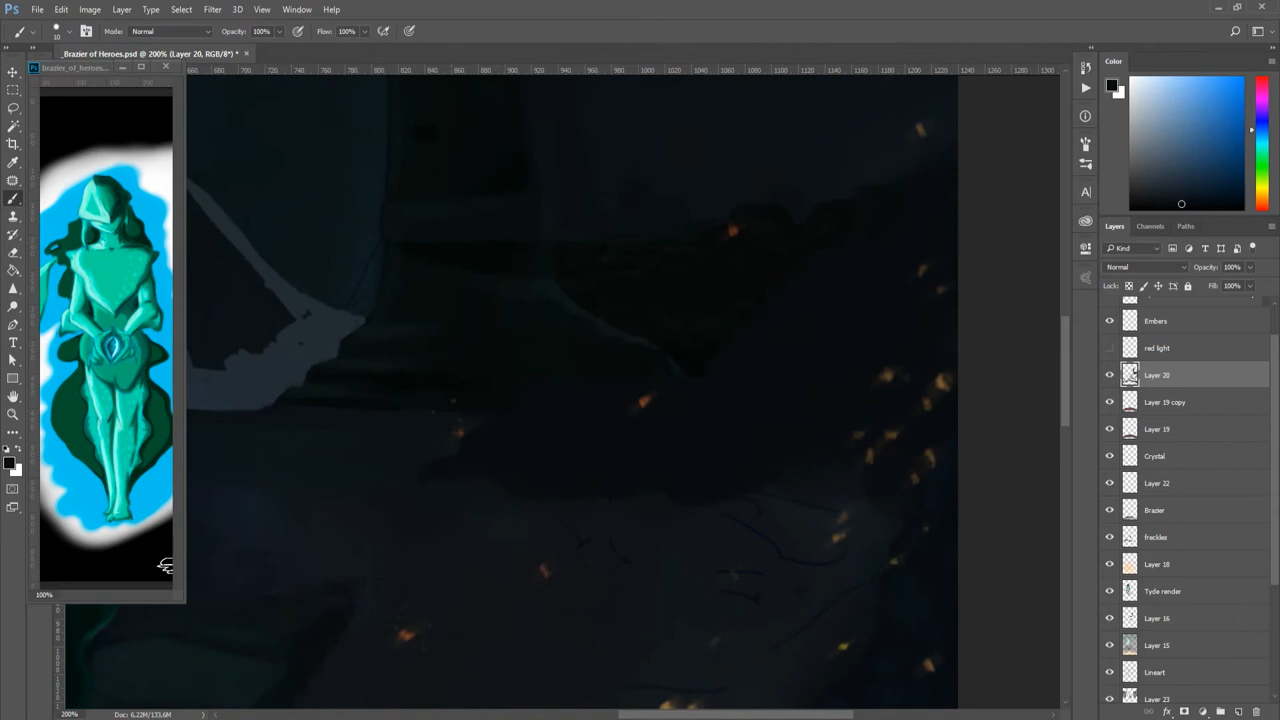 Ps File Edit Image Layer Type Select Filter 3D View Window Help
10 Mode: Normal Opacity: 100% Flow: 100%
_Brazier of Heroes.psd @ 200% (Layer 20, RGB/8*) *
Ps brazier_of_heroes...
660 680 700 720 740 760 780 800 820 840 860 880 900 920 940 960 980 1000 1020 1040 1060 1080 1100 1120 1140 1160 1180 1200 1220 1240 1260 1280 1300
100%
Color
Layers Channels Paths
Kind
Normal Opacity: 100%
Lock: Fill: 100%
Embers
red light
Layer 20
Layer 19 copy
Layer 19
Crystal
Layer 22
Brazier
freckles
Layer 18
Tyde render
Layer 16
Layer 15
Lineart
Layer 23
200% Doc: 6,22M/133,6M